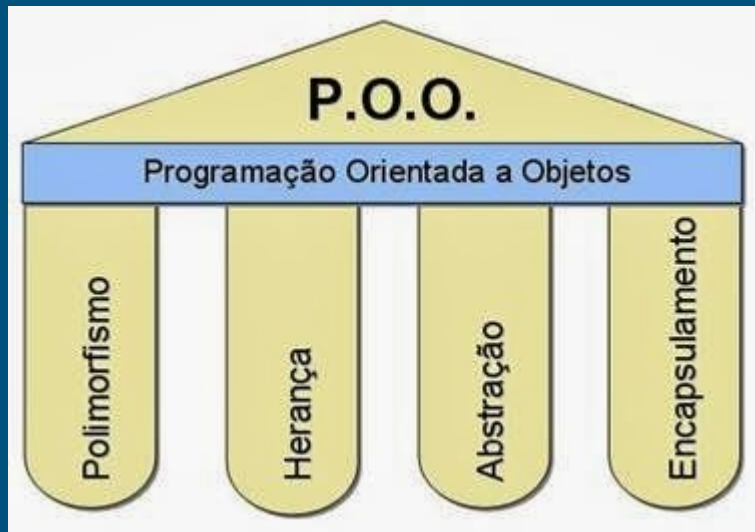 P.O.O.
Programação Orientada a Objetos
Polimorfismo
Herança
Abstração
Encapsulamento